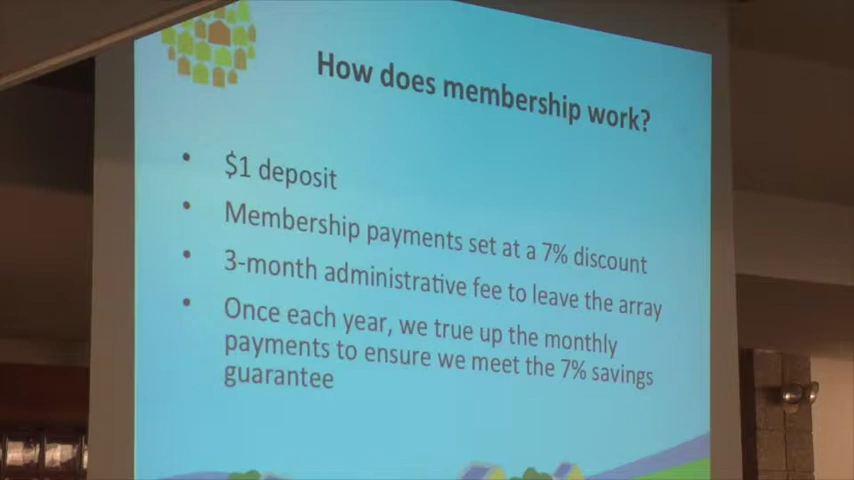 How does membership work?
• $1 deposit
• Membership payments set at a 7% discount
• 3-month administrative fee to leave the array
• Once each year, we true up the monthly
payments to ensure we meet the 7% savings
guarantee